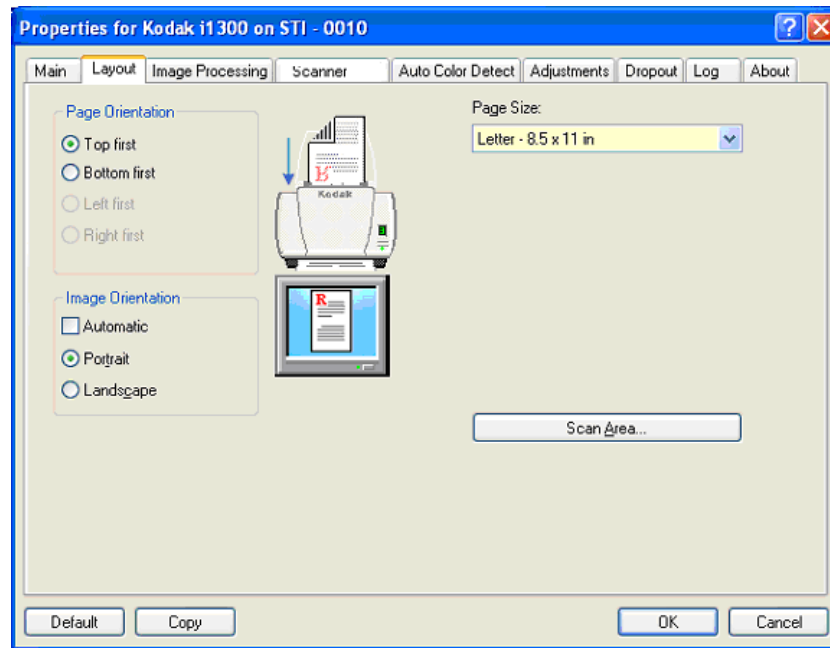 Properties for Kodak i1300 on STI - 0010
Main Layout Image Processing Scanner Auto Color Detect Adjustments Dropout Log About
Page Orientation
Top first
Bottom first
Left first
Right first
Kodak
R
R
Page Size:
Letter - 8.5 x 11 in
Image Orientation
Automatic
Portrait
Landscape
Scan Area...
Default Copy OK Cancel